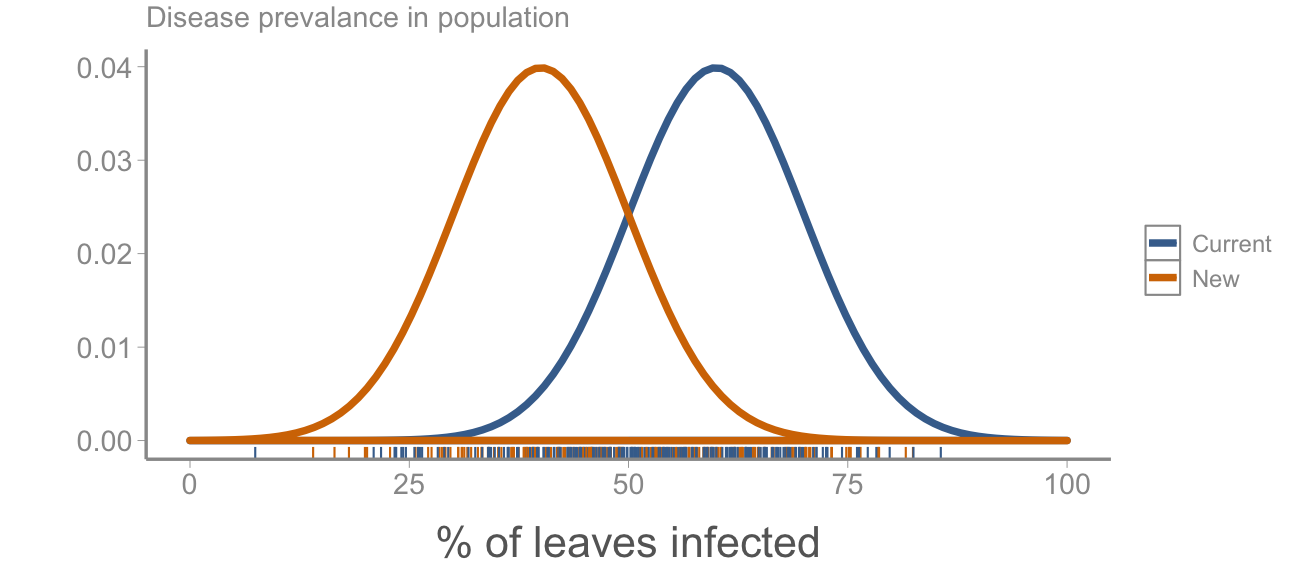 Disease prevalance in population
0.04
0.03
0.02
0.01
0.00
0 25 50 75 100
% of leaves infected
Current
New